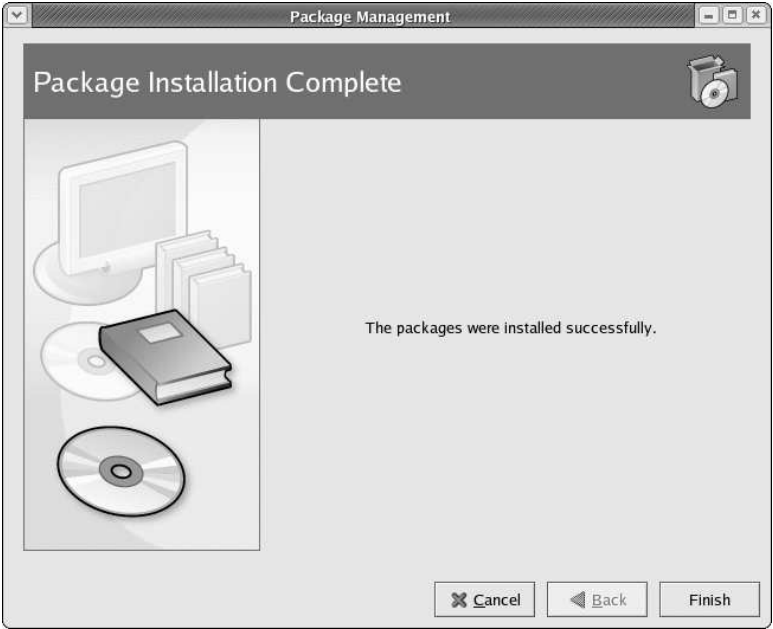 Package Management
Package Installation Complete
The packages were installed successfully.
Cancel
Back
Finish